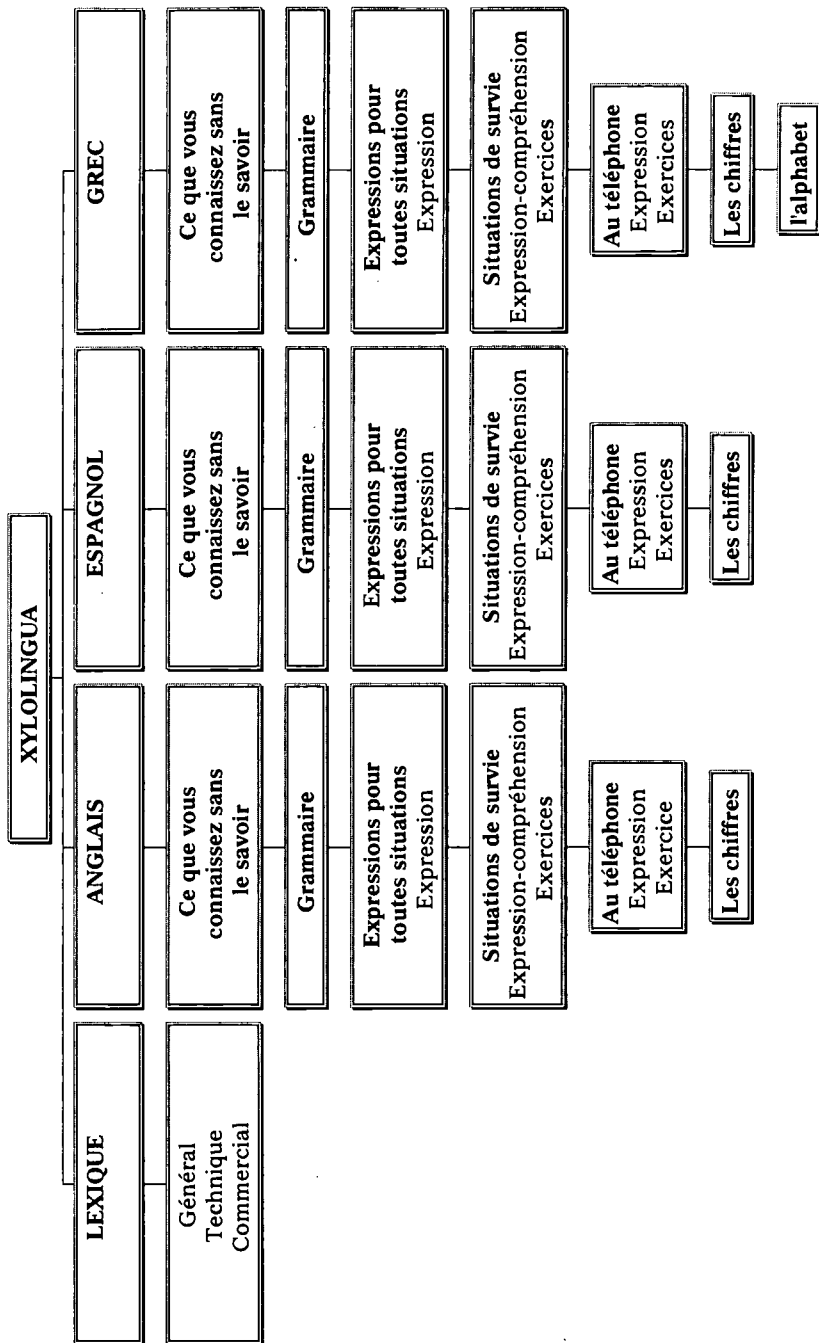 XYLOLINGUA
LEXIQUE
Général
Technique
Commercial
ANGLAIS
Ce que vous
connaissez sans
le savoir
Grammaire
Expressions pour
toutes situations
Expression
Situations de survie
Expression-compréhension
Exercices
Au téléphone
Expression
Exercice
Les chiffres
ESPAGNOL
Ce que vous
connaissez sans
le savoir
Grammaire
Expressions pour
toutes situations
Expression
Situations de survie
Expression-compréhension
Exercices
Au téléphone
Expression
Exercices
Les chiffres
GREC
Ce que vous
connaissez sans
le savoir
Grammaire
Expressions pour
toutes situations
Expression
Situations de survie
Expression-compréhension
Exercices
Au téléphone
Expression
Exercices
Les chiffres
l'alphabet